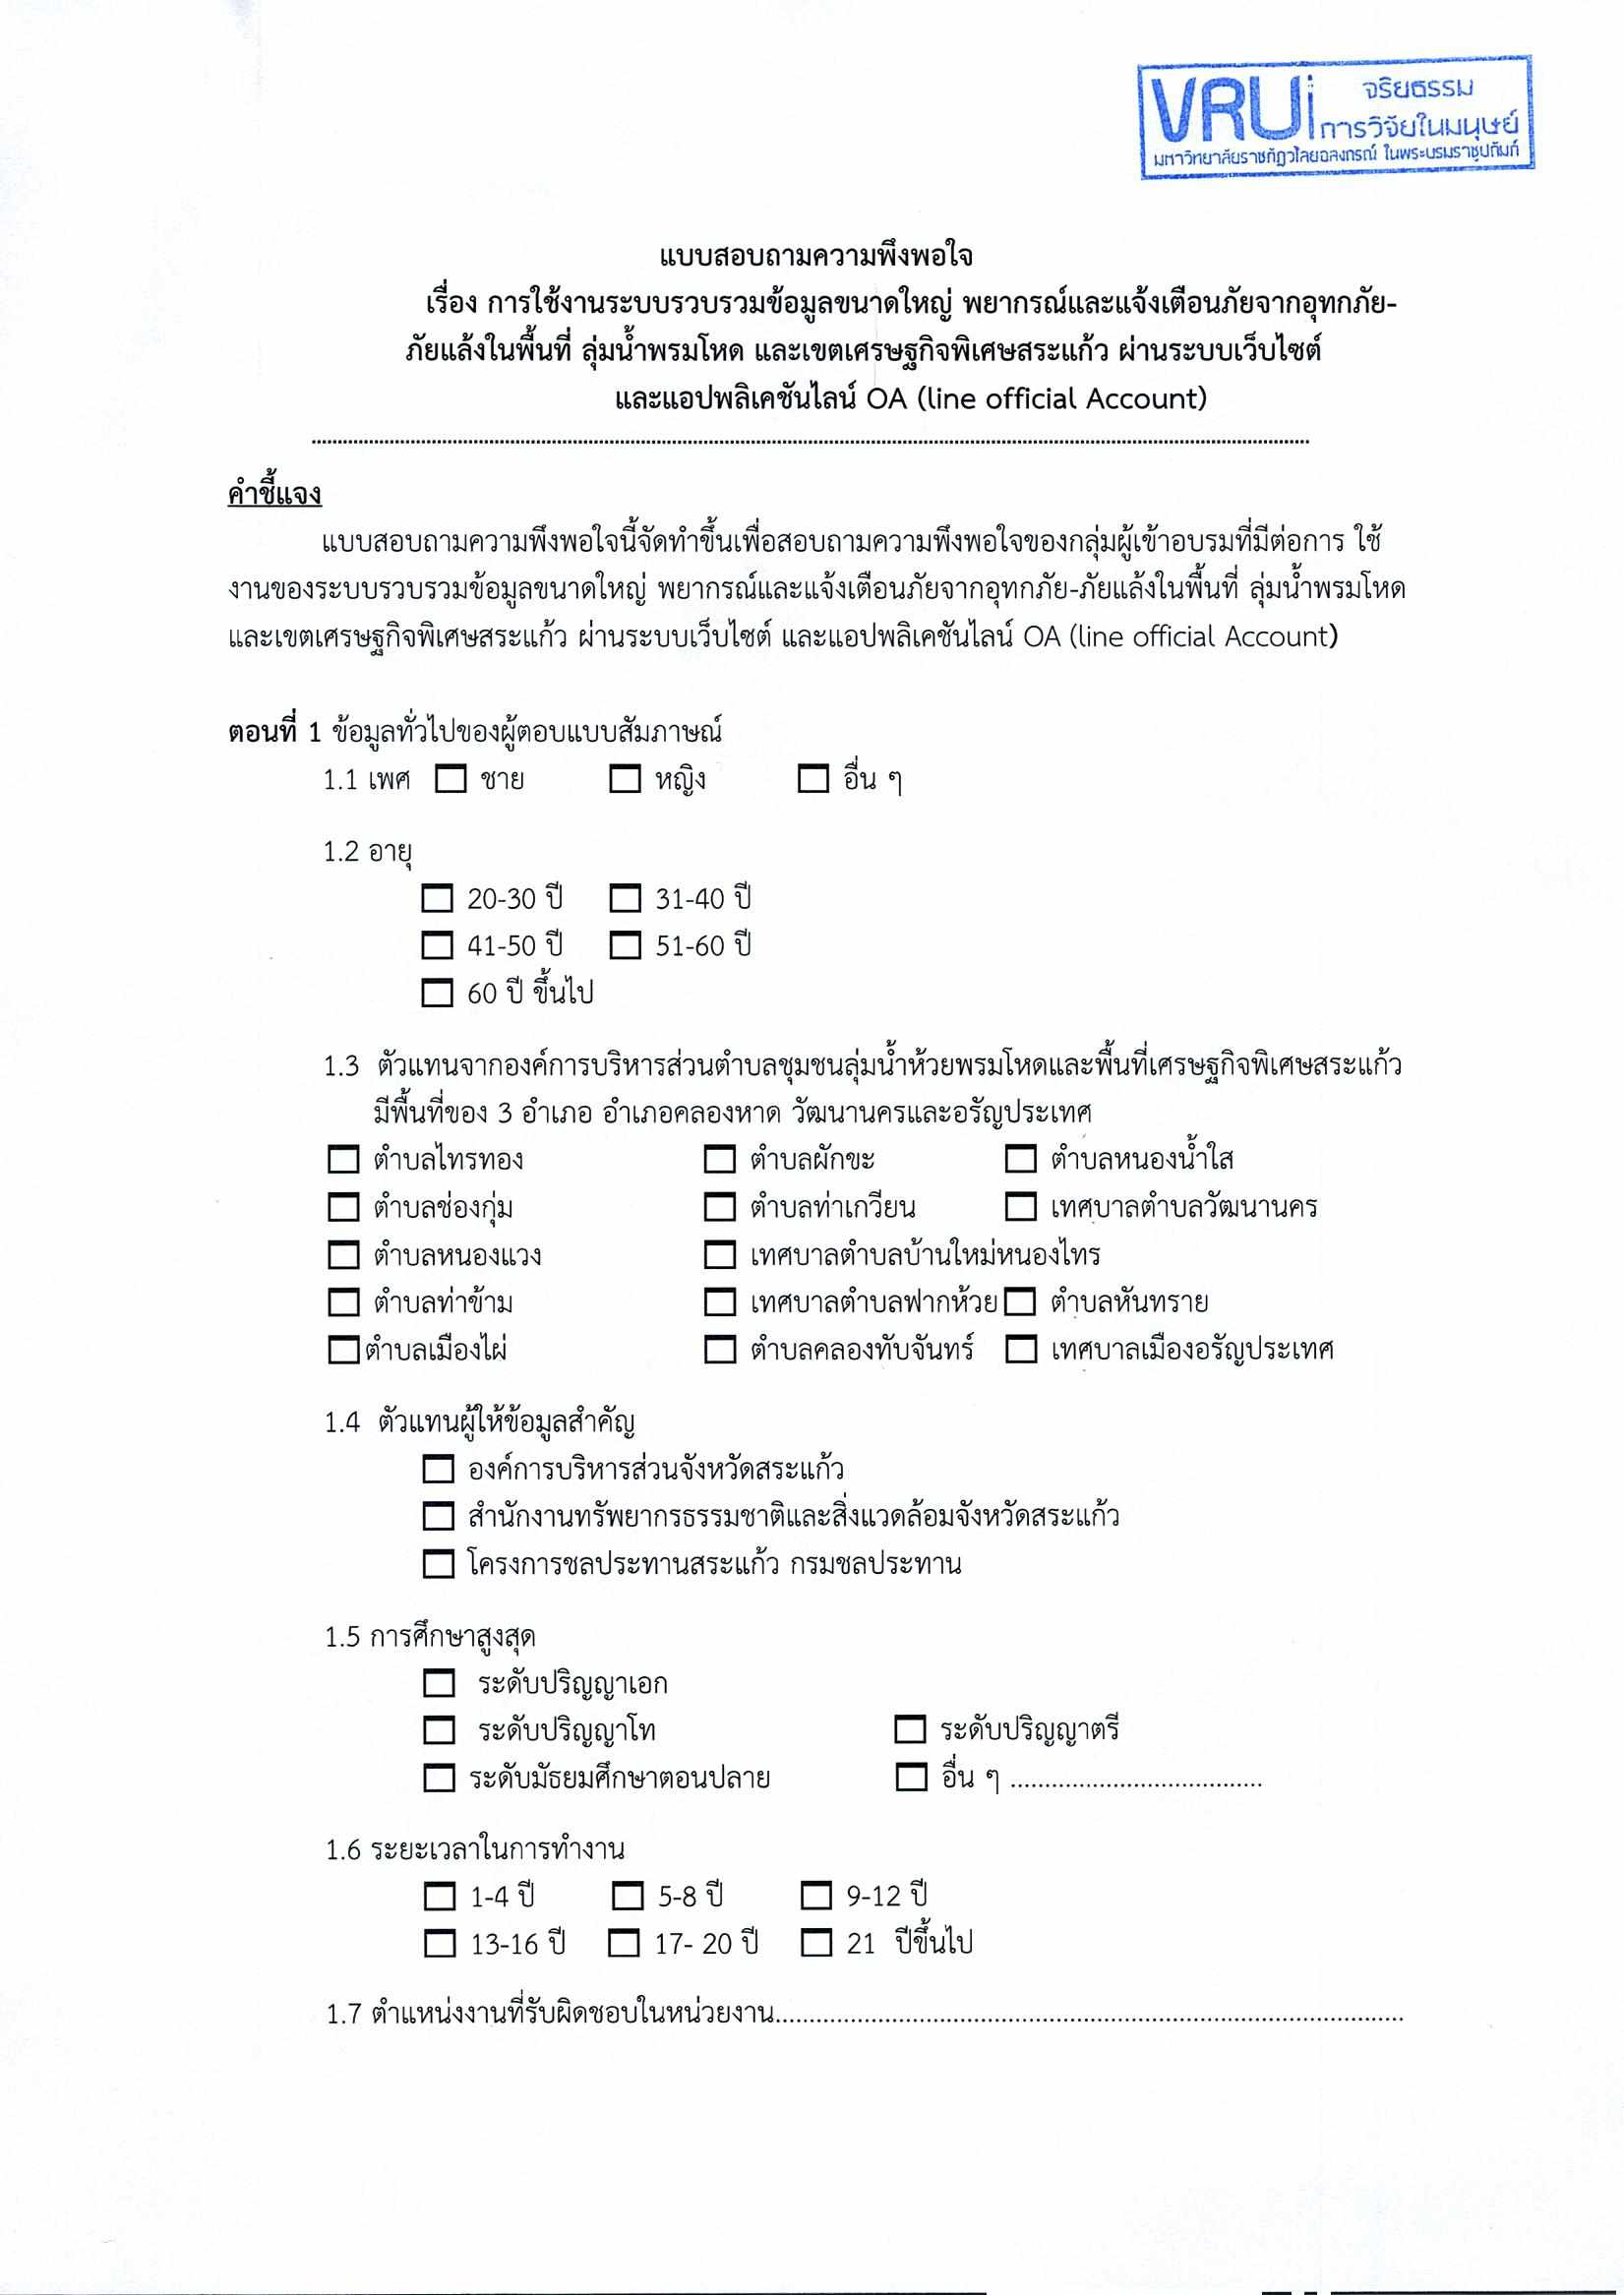 VRU จริยธรรม
การวิจัยในมนุษย์
มหาวิทยาลัยราชภัฏวไลยอลงกรณ์ ในพระบรมราชูปถัมภ์
แบบสอบถามความพึงพอใจ
เรื่อง การใช้งานระบบรวบรวมข้อมูลขนาดใหญ่ พยากรณ์และแจ้งเตือนภัยจากอุทกภัย-
ภัยแล้งในพื้นที่ ลุ่มน้ำพรมโหด และเขตเศรษฐกิจพิเศษสระแก้ว ผ่านระบบเว็บไซต์
และแอปพลิเคชันไลน์ OA (line official Account)
คำชี้แจง
แบบสอบถามความพึงพอใจนี้จัดทำขึ้นเพื่อสอบถามความพึงพอใจของกลุ่มผู้เข้าอบรมที่มีต่อการ ใช้
งานของระบบรวบรวมข้อมูลขนาดใหญ่ พยากรณ์และแจ้งเตือนภัยจากอุทกภัย-ภัยแล้งในพื้นที่ ลุ่มน้ำพรมโหด
และเขตเศรษฐกิจพิเศษสระแก้ว ผ่านระบบเว็บไซต์ และแอปพลิเคชันไลน์ OA (line official Account)
ตอนที่ 1 ข้อมูลทั่วไปของผู้ตอบแบบสัมภาษณ์
1.1 เพศ ชาย หญิง อื่น ๆ
1.2 อายุ
20-30 ปี 31-40 ปี
41-50 ปี 51-60 ปี
60 ปี ขึ้นไป
1.3 ตัวแทนจากองค์การบริหารส่วนตำบลชุมชนลุ่มน้ำห้วยพรมโหดและพื้นที่เศรษฐกิจพิเศษสระแก้ว
มีพื้นที่ของ 3 อำเภอ อำเภอคลองหาด วัฒนานครและอรัญประเทศ
ตำบลไทรทอง ตำบลผักขะ ตำบลหนองน้ำใส
ตำบลช่องกุ่ม ตำบลท่าเกวียน เทศบาลตำบลวัฒนานคร
ตำบลหนองแวง เทศบาลตำบลบ้านใหม่หนองไทร
ตำบลท่าข้าม เทศบาลตำบลฟากห้วย ตำบลหันทราย
ตำบลเมืองไผ่ ตำบลคลองทับจันทร์ เทศบาลเมืองอรัญประเทศ
1.4 ตัวแทนผู้ให้ข้อมูลสำคัญ
องค์การบริหารส่วนจังหวัดสระแก้ว
สำนักงานทรัพยากรธรรมชาติและสิ่งแวดล้อมจังหวัดสระแก้ว
โครงการชลประทานสระแก้ว กรมชลประทาน
1.5 การศึกษาสูงสุด
ระดับปริญญาเอก
ระดับปริญญาโท ระดับปริญญาตรี
ระดับมัธยมศึกษาตอนปลาย อื่น ๆ ....................................
1.6 ระยะเวลาในการทำงาน
1-4 ปี 5-8 ปี 9-12 ปี
13-16 ปี 17- 20 ปี 21 ปีขึ้นไป
1.7 ตำแหน่งงานที่รับผิดชอบในหน่วยงาน..........................................................................................